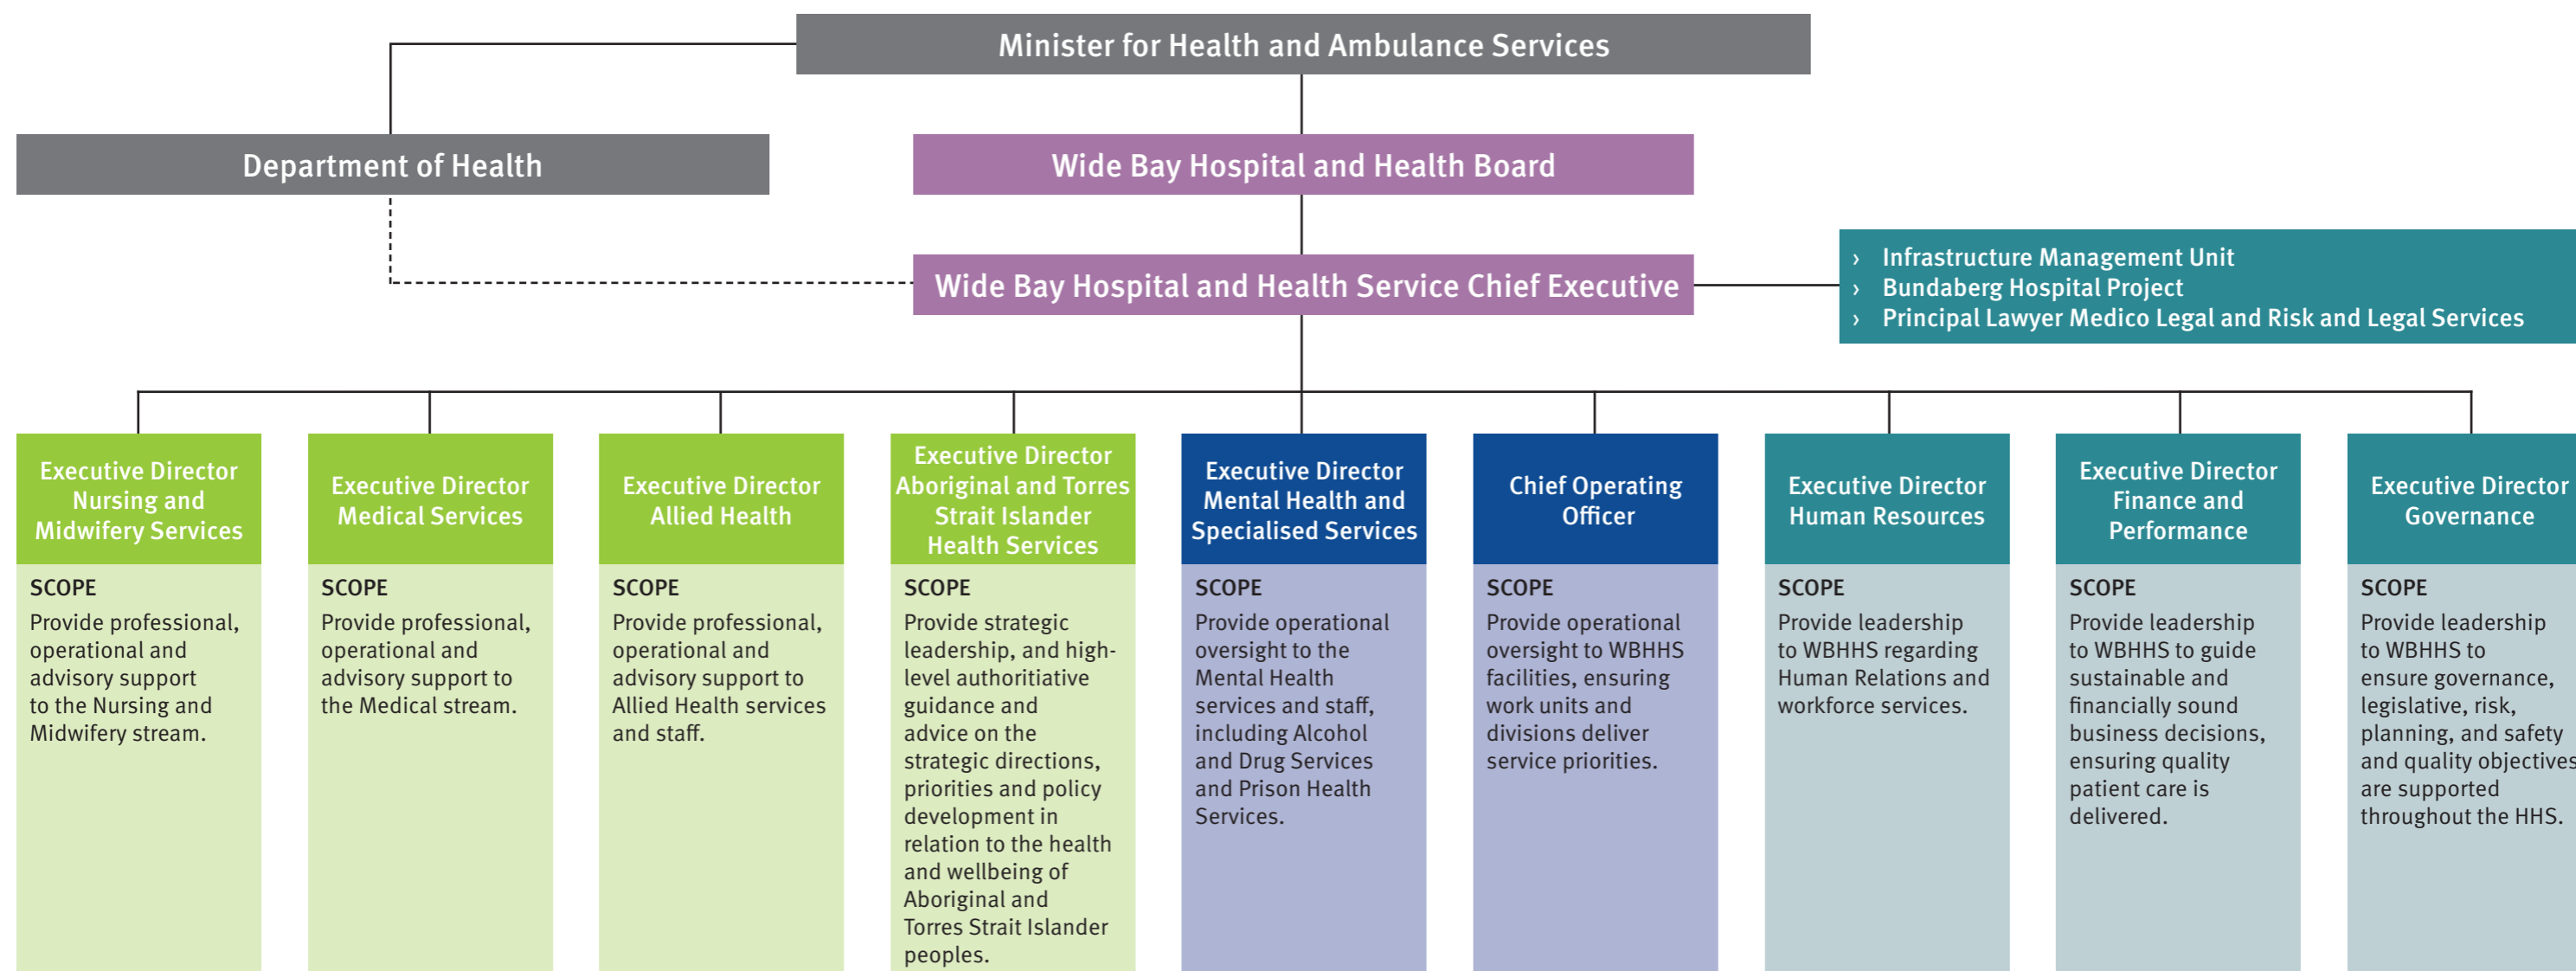 Minister for Health and Ambulance Services
Department of Health
Wide Bay Hospital and Health Board
Wide Bay Hospital and Health Service Chief Executive
› Infrastructure Management Unit
› Bundaberg Hospital Project
› Principal Lawyer Medico Legal and Risk and Legal Services
Executive Director
Nursing and
Midwifery Services
SCOPE
Provide professional,
operational and
advisory support
to the Nursing and
Midwifery stream.
Executive Director
Medical Services
SCOPE
Provide professional,
operational and
advisory support to
the Medical stream.
Executive Director
Allied Health
SCOPE
Provide professional,
operational and
advisory support to
Allied Health services
and staff.
Executive Director
Aboriginal and Torres
Strait Islander
Health Services
SCOPE
Provide strategic
leadership, and high-
level authoritiative
guidance and
advice on the
strategic directions,
priorities and policy
development in
relation to the health
and wellbeing of
Aboriginal and
Torres Strait Islander
peoples.
Executive Director
Mental Health and
Specialised Services
SCOPE
Provide operational
oversight to the
Mental Health
services and staff,
including Alcohol
and Drug Services
and Prison Health
Services.
Chief Operating
Officer
SCOPE
Provide operational
oversight to WBHHS
facilities, ensuring
work units and
divisions deliver
service priorities.
Executive Director
Human Resources
SCOPE
Provide leadership
to WBHHS regarding
Human Relations and
workforce services.
Executive Director
Finance and
Performance
SCOPE
Provide leadership
to WBHHS to guide
sustainable and
financially sound
business decisions,
ensuring quality
patient care is
delivered.
Executive Director
Governance
SCOPE
Provide leadership
to WBHHS to
ensure governance,
legislative, risk,
planning, and safety
and quality objectives
are supported
throughout the HHS.